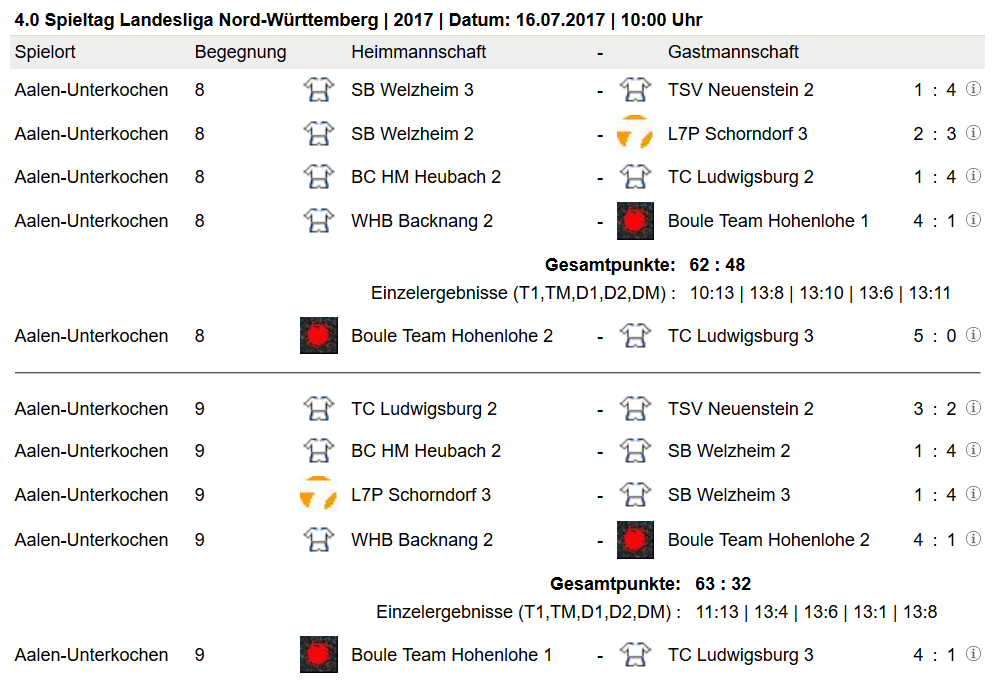 4.0 Spieltag Landesliga Nord-Württemberg | 2017 | Datum: 16.07.2017 | 10:00 Uhr
Spielort Begegnung Heimmannschaft - Gastmannschaft
Aalen-Unterkochen 8 SB Welzheim 3 - TSV Neuenstein 2 1 : 4
Aalen-Unterkochen 8 SB Welzheim 2 - L7P Schorndorf 3 2 : 3
Aalen-Unterkochen 8 BC HM Heubach 2 - TC Ludwigsburg 2 1 : 4
Aalen-Unterkochen 8 WHB Backnang 2 - Boule Team Hohenlohe 1 4 : 1
Gesamtpunkte: 62 : 48
Einzelergebnisse (T1,TM,D1,D2,DM) : 10:13 | 13:8 | 13:10 | 13:6 | 13:11
Aalen-Unterkochen 8 Boule Team Hohenlohe 2 - TC Ludwigsburg 3 5 : 0
Aalen-Unterkochen 9 TC Ludwigsburg 2 - TSV Neuenstein 2 3 : 2
Aalen-Unterkochen 9 BC HM Heubach 2 - SB Welzheim 2 1 : 4
Aalen-Unterkochen 9 L7P Schorndorf 3 - SB Welzheim 3 1 : 4
Aalen-Unterkochen 9 WHB Backnang 2 - Boule Team Hohenlohe 2 4 : 1
Gesamtpunkte: 63 : 32
Einzelergebnisse (T1,TM,D1,D2,DM) : 11:13 | 13:4 | 13:6 | 13:1 | 13:8
Aalen-Unterkochen 9 Boule Team Hohenlohe 1 - TC Ludwigsburg 3 4 : 1